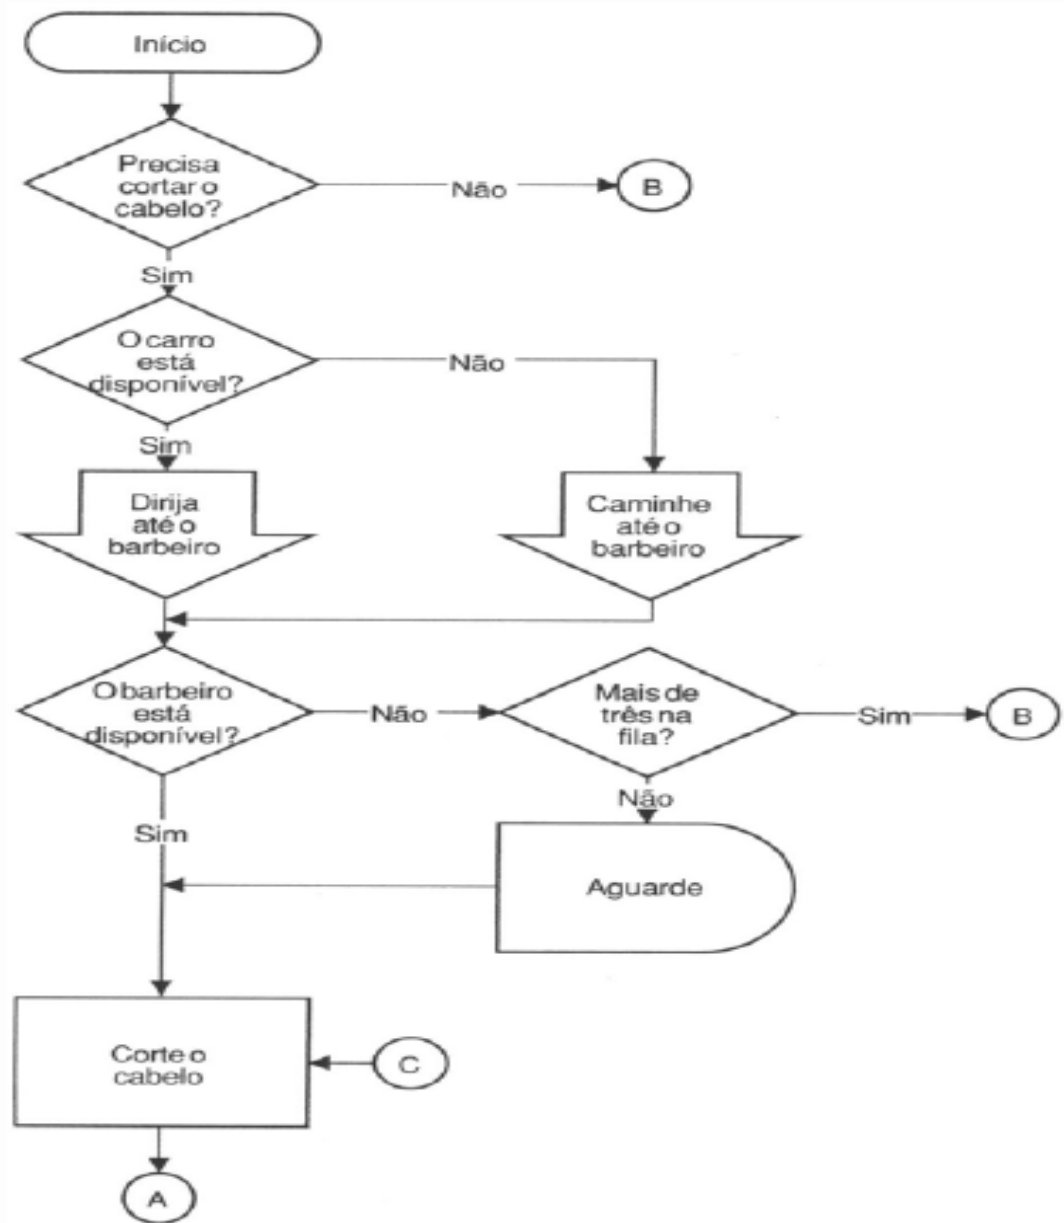 Início
Precisa
cortar o
cabelo?
Não
B
Sim
O carro
está
disponível?
Não
Sim
Dirija
até o
barbeiro
Caminhe
até o
barbeiro
O barbeiro
está
disponível?
Não
Mais de
três na
fila?
Sim
B
Não
Sim
Aguarde
Corte o
cabelo
C
A